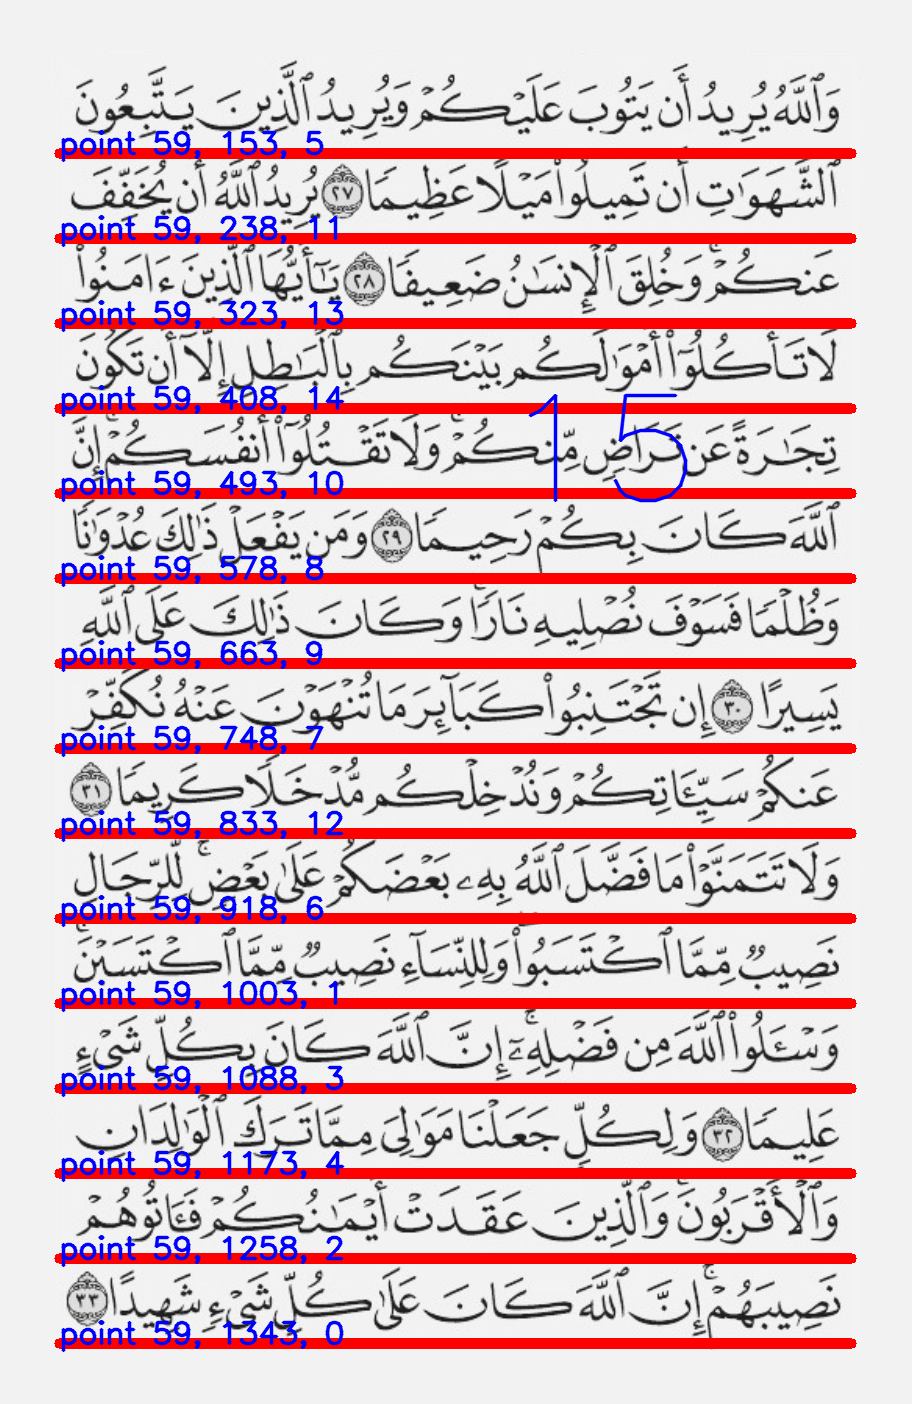 وَٱللَّهُ يُرِيدُ أَن يَتُوبَ عَلَيْكُمْ وَيُرِيدُ ٱلَّذِينَ يَتَّبِعُونَ
point 59, 153, 5
ٱلشَّهَوَٰتِ أَن تَمِيلُوا۟ مَيْلًا عَظِيمًا ٢٧ يُرِيدُ ٱللَّهُ أَن يُخَفِّفَ
point 59, 238, 11
عَنكُمْ ۚ وَخُلِقَ ٱلْإِنسَٰنُ ضَعِيفًا ٢٨ يَٰٓأَيُّهَا ٱلَّذِينَ ءَامَنُوا۟
point 59, 323, 13
لَا تَأْكُلُوٓا۟ أَمْوَٰلَكُم بَيْنَكُم بِٱلْبَٰطِلِ إِلَّآ أَن تَكُونَ
point 59, 408, 14
15
تِجَٰرَةً عَن تَرَاضٍ مِّنكُمْ ۚ وَلَا تَقْتُلُوٓا۟ أَنفُسَكُمْ ۚ إِنَّ
point 59, 493, 10
ٱللَّهَ كَانَ بِكُمْ رَحِيمًا ٢٩ وَمَن يَفْعَلْ ذَٰلِكَ عُدْوَٰنًا
point 59, 578, 8
وَظُلْمًا فَسَوْفَ نُصْلِيهِ نَارًا ۚ وَكَانَ ذَٰلِكَ عَلَى ٱللَّهِ
point 59, 663, 9
يَسِيرًا ٣٠ إِن تَجْتَنِبُوا۟ كَبَآئِرَ مَا تُنْهَوْنَ عَنْهُ نُكَفِّرْ
point 59, 748, 7
عَنكُمْ سَيِّـَٔاتِكُمْ وَنُدْخِلْكُم مُّدْخَلًا كَرِيمًا ٣١
point 59, 833, 12
وَلَا تَتَمَنَّوْا۟ مَا فَضَّلَ ٱللَّهُ بِهِۦ بَعْضَكُمْ عَلَىٰ بَعْضٍ ۚ لِّلرِّجَالِ
point 59, 918, 6
نَصِيبٌ مِّمَّا ٱكْتَسَبُوا۟ ۖ وَلِلنِّسَآءِ نَصِيبٌ مِّمَّا ٱكْتَسَبْنَ ۚ
point 59, 1003, 1
وَسْـَٔلُوا۟ ٱللَّهَ مِن فَضْلِهِۦٓ ۗ إِنَّ ٱللَّهَ كَانَ بِكُلِّ شَىْءٍ
point 59, 1088, 3
عَلِيمًا ٣٢ وَلِكُلٍّ جَعَلْنَا مَوَٰلِىَ مِمَّا تَرَكَ ٱلْوَٰلِدَانِ
point 59, 1173, 4
وَٱلْأَقْرَبُونَ ۚ وَٱلَّذِينَ عَقَدَتْ أَيْمَٰنُكُمْ فَـَٔاتُوهُمْ
point 59, 1258, 2
نَصِيبَهُمْ ۚ إِنَّ ٱللَّهَ كَانَ عَلَىٰ كُلِّ شَىْءٍ شَهِيدًا ٣٣
point 59, 1343, 0